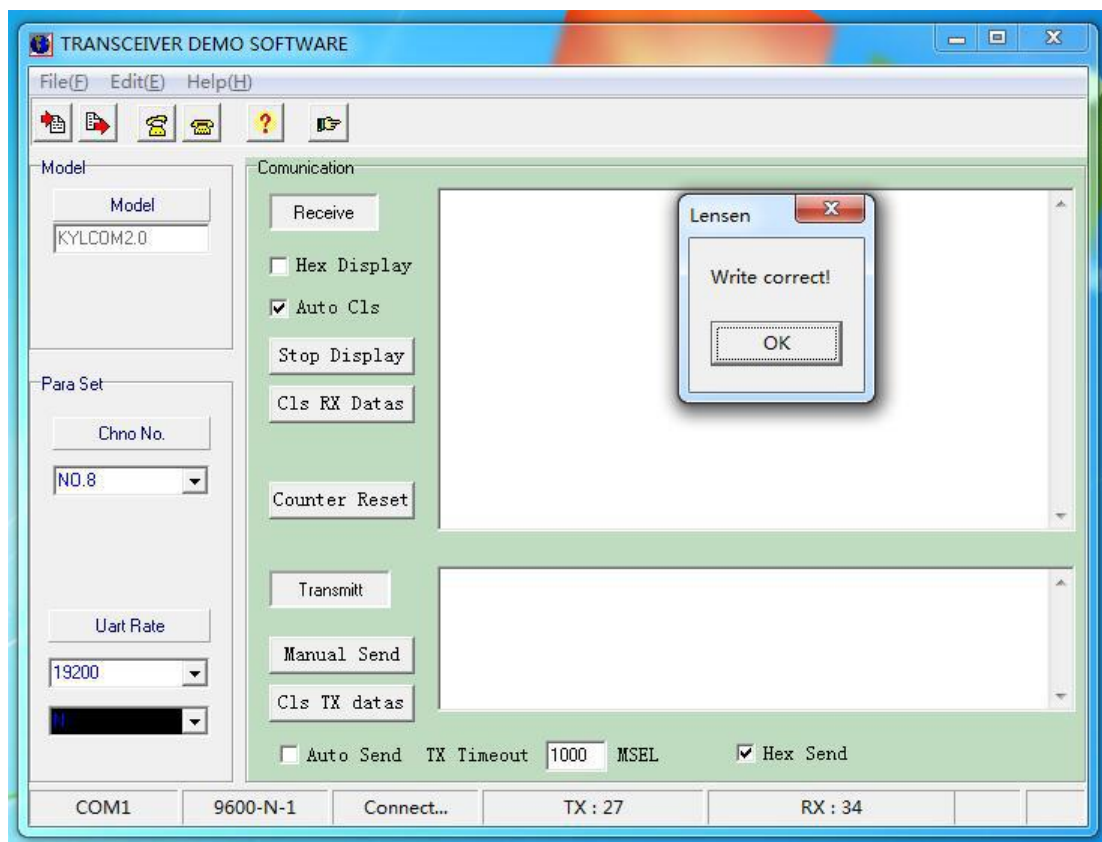 TRANSCEIVER DEMO SOFTWARE
File(F) Edit(E) Help(H)
Model
Model
KYLCOM2.0
Para Set
Chno No.
NO.8
Uart Rate
19200
N
Comunication
Receive
Hex Display
Auto Cls
Stop Display
Cls RX Datas
Counter Reset
Lensen
Write correct!
OK
Transmitt
Manual Send
Cls TX datas
Auto Send TX Timeout 1000 MSEL Hex Send
COM1 9600-N-1 Connect... TX : 27 RX : 34